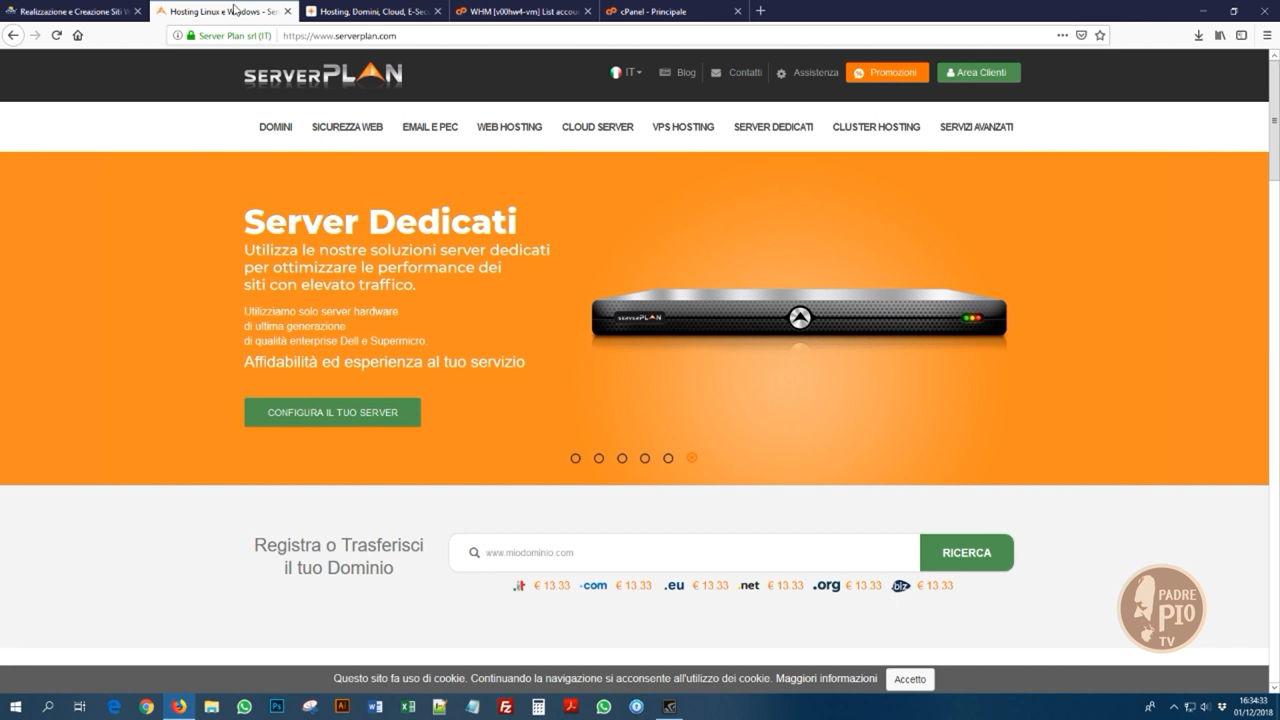 Realizzazione e Creazione Siti W
Hosting Linux e Windows - Ser
Hosting, Domini, Cloud, E-Sec
WHM [v00hw4-vm] List accou
cPanel - Principale
Server Plan srl (IT)
https://www.serverplan.com
SERVERPLAN
IT
Blog
Contatti
Assistenza
Promozioni
Area Clienti
DOMINI
SICUREZZA WEB
EMAIL E PEC
WEB HOSTING
CLOUD SERVER
VPS HOSTING
SERVER DEDICATI
CLUSTER HOSTING
SERVIZI AVANZATI
Server Dedicati
Utilizza le nostre soluzioni server dedicati
per ottimizzare le performance dei
siti con elevato traffico.
Utilizziamo solo server hardware
di ultima generazione
di qualità enterprise Dell e Supermicro.
Affidabilità ed esperienza al tuo servizio
SERVERPLAN
CONFIGURA IL TUO SERVER
Registra o Trasferisci
il tuo Dominio
www.miodominio.com
RICERCA
.it € 13.33 .com € 13.33 .eu € 13.33 .net € 13.33 .org € 13.33 .biz € 13.33
PADRE
PIO
TV
Questo sito fa uso di cookie. Continuando la navigazione si acconsente all'utilizzo dei cookie. Maggiori informazioni
Accetto
16:34:33
01/12/2018